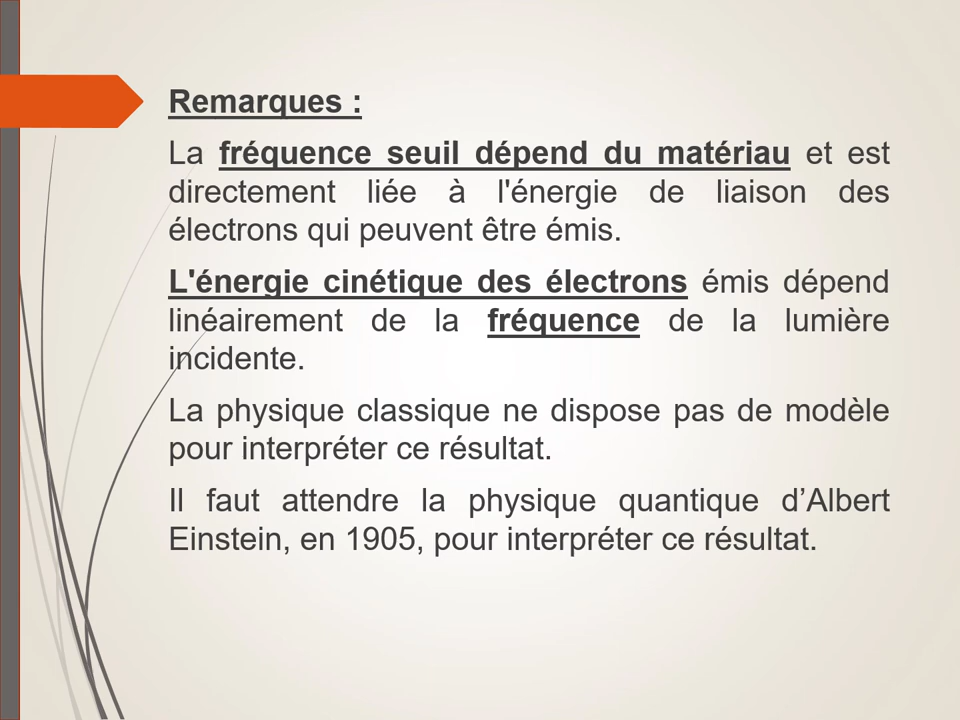 Remarques :
La fréquence seuil dépend du matériau et est
directement liée à l'énergie de liaison des
électrons qui peuvent être émis.
L'énergie cinétique des électrons émis dépend
linéairement de la fréquence de la lumière
incidente.
La physique classique ne dispose pas de modèle
pour interpréter ce résultat.
Il faut attendre la physique quantique d’Albert
Einstein, en 1905, pour interpréter ce résultat.